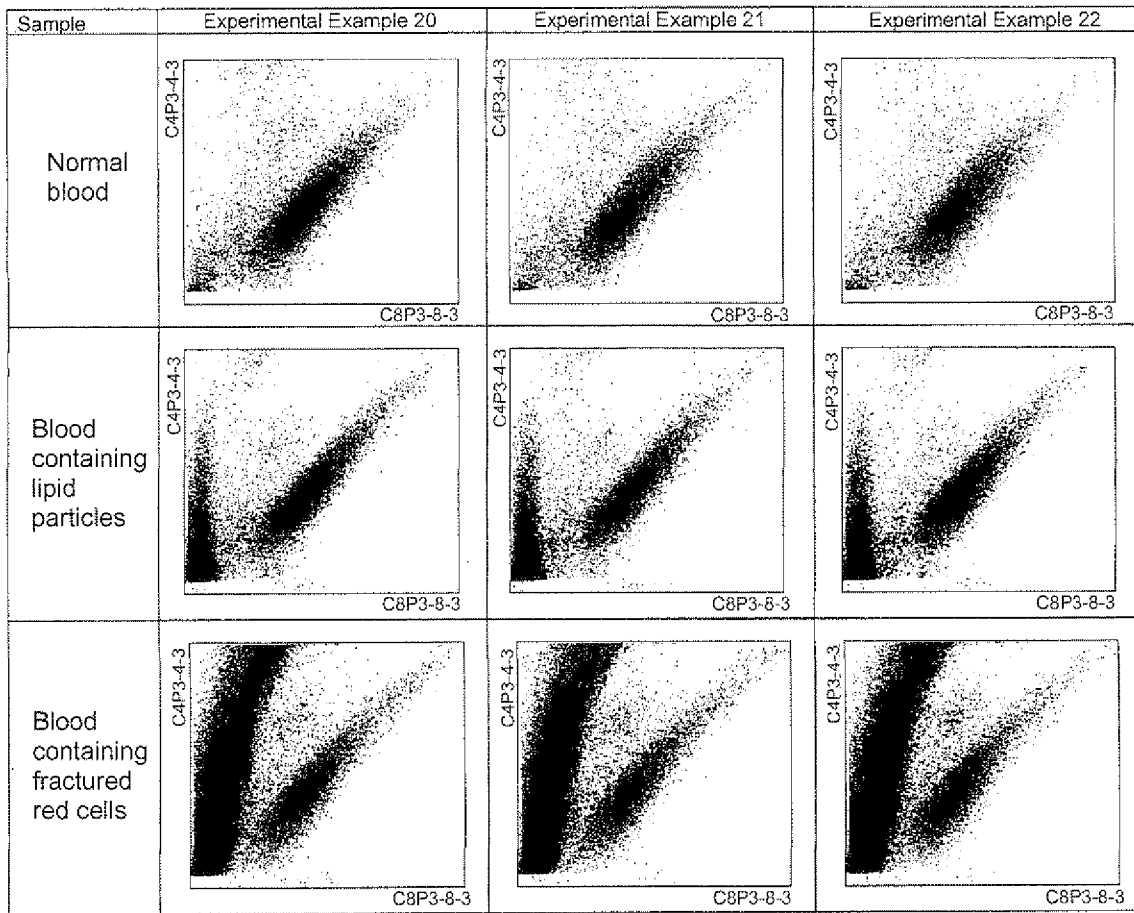 Sample
Experimental Example 20
Experimental Example 21
Experimental Example 22
Normal
blood
C4P3-4-3
C8P3-8-3
C4P3-4-3
C8P3-8-3
C4P3-4-3
C8P3-8-3
Blood
containing
lipid
particles
C4P3-4-3
C8P3-8-3
C4P3-4-3
C8P3-8-3
C4P3-4-3
C8P3-8-3
Blood
containing
fractured
red cells
C4P3-4-3
C8P3-8-3
C4P3-4-3
C8P3-8-3
C4P3-4-3
C8P3-8-3